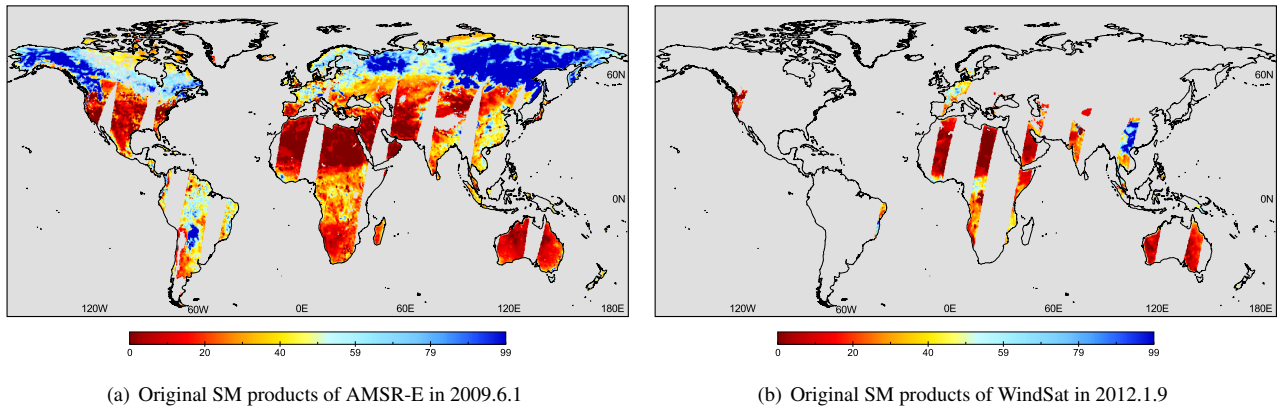 60N
0N
120W 60W 0E 60E 120E 180E
0 20 40 59 79 99
(a) Original SM products of AMSR-E in 2009.6.1
60N
0N
120W 60W 0E 60E 120E 180E
0 20 40 59 79 99
(b) Original SM products of WindSat in 2012.1.9